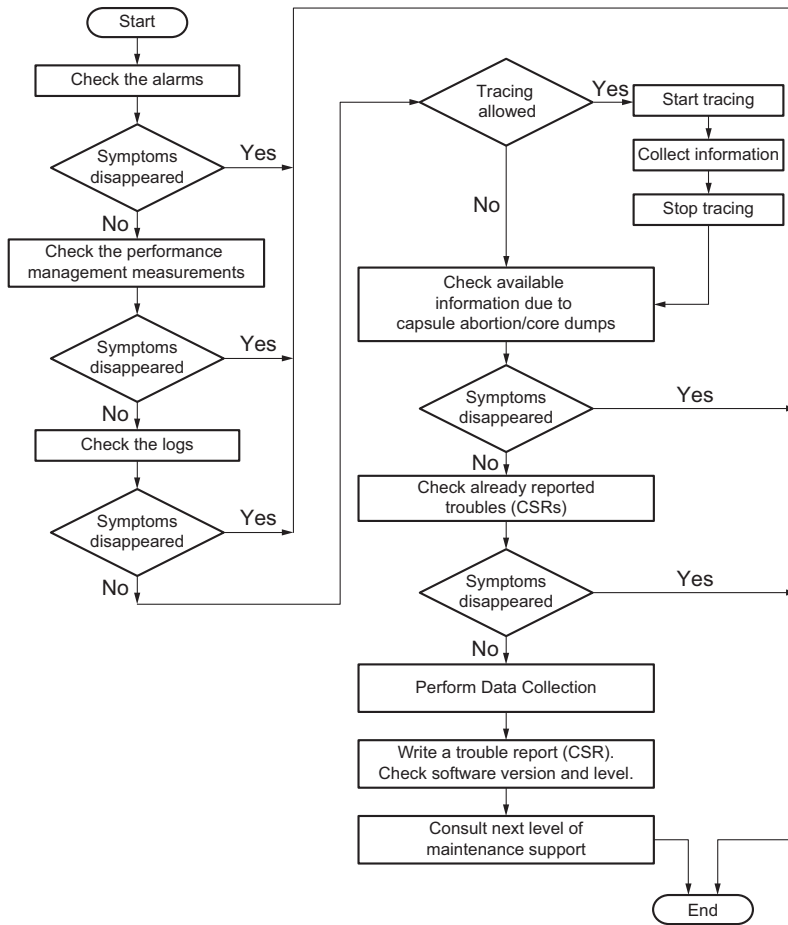 Start
Check the alarms
Symptoms
disappeared
Yes
No
Check the performance
management measurements
Symptoms
disappeared
Yes
No
Check the logs
Symptoms
disappeared
Yes
No
Tracing
allowed
Yes
Start tracing
Collect information
Stop tracing
No
Check available
information due to
capsule abortion/core dumps
Symptoms
disappeared
Yes
No
Check already reported
troubles (CSRs)
Symptoms
disappeared
Yes
No
Perform Data Collection
Write a trouble report (CSR).
Check software version and level.
Consult next level of
maintenance support
End